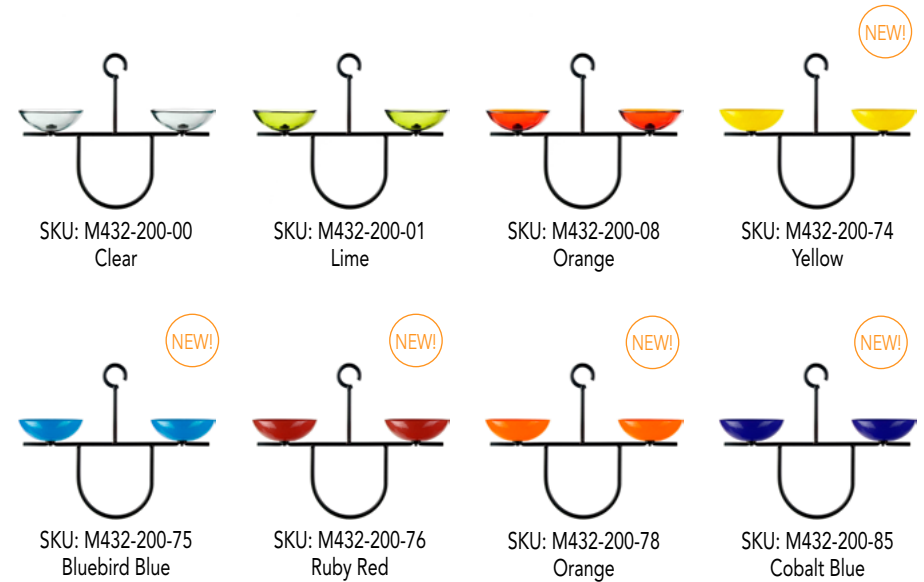 NEW!
SKU: M432-200-00
Clear
SKU: M432-200-01
Lime
SKU: M432-200-08
Orange
SKU: M432-200-74
Yellow
NEW!
NEW!
NEW!
NEW!
SKU: M432-200-75
Bluebird Blue
SKU: M432-200-76
Ruby Red
SKU: M432-200-78
Orange
SKU: M432-200-85
Cobalt Blue